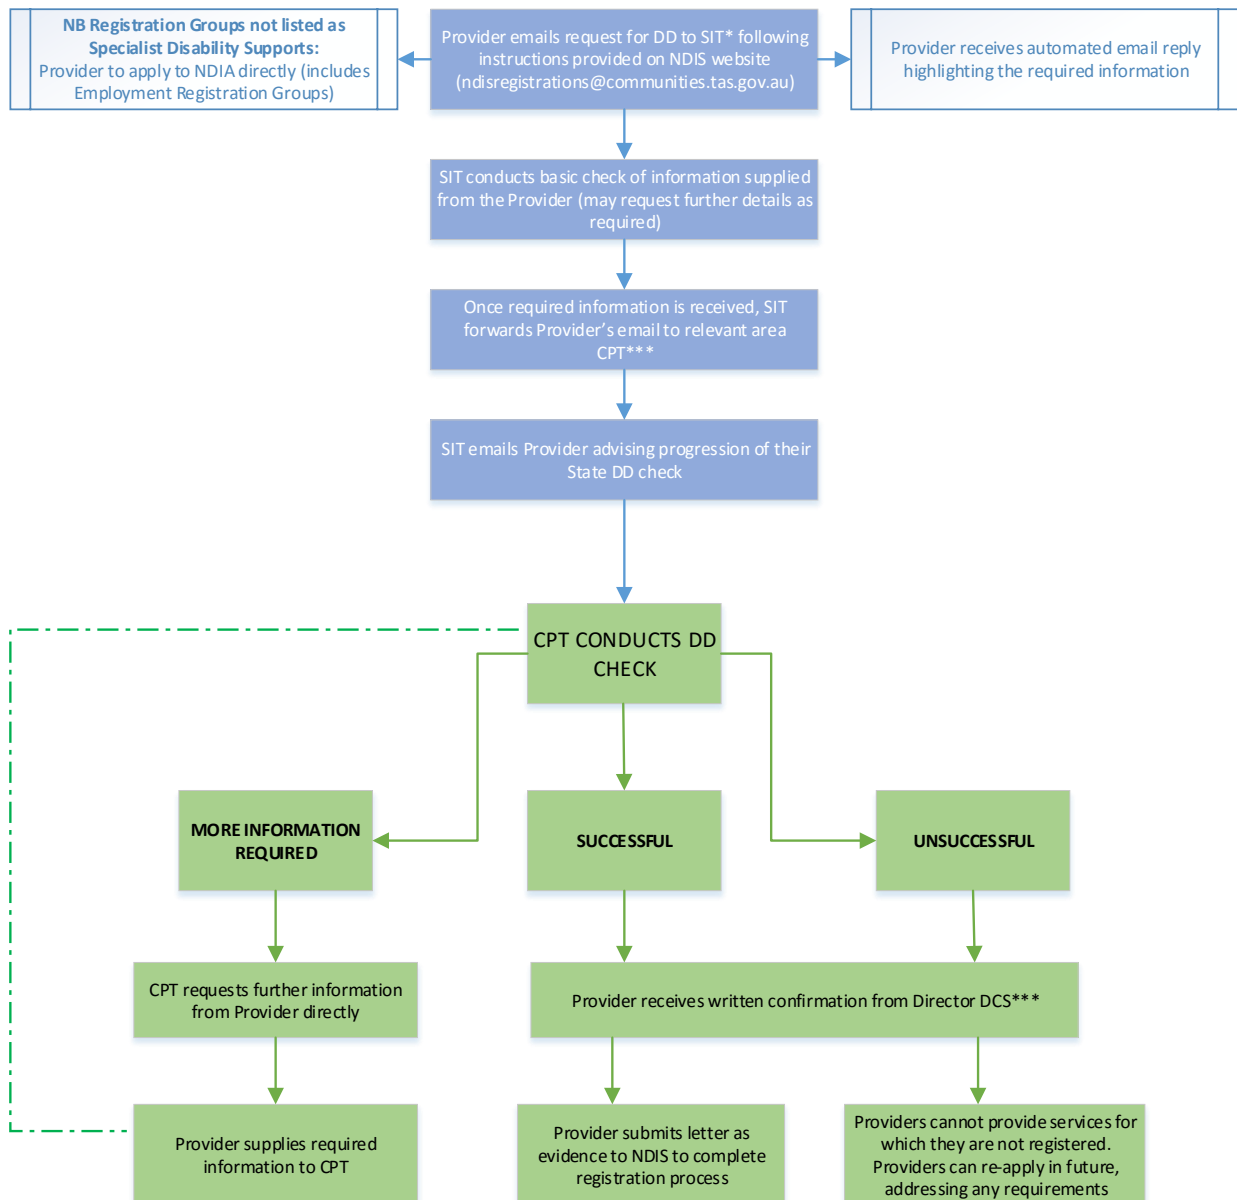 NB Registration Groups not listed as
Specialist Disability Supports:
Provider to apply to NDIA directly (includes
Employment Registration Groups)
Provider emails request for DD to SIT* following
instructions provided on NDIS website
(ndisregistrations@communities.tas.gov.au)
Provider receives automated email reply
highlighting the required information
SIT conducts basic check of information supplied
from the Provider (may request further details as
required)
Once required information is received, SIT
forwards Provider’s email to relevant area
CPT***
SIT emails Provider advising progression of their
State DD check
CPT CONDUCTS DD
CHECK
MORE INFORMATION
REQUIRED
SUCCESSFUL
UNSUCCESSFUL
CPT requests further information
from Provider directly
Provider receives written confirmation from Director DCS***
Provider supplies required
information to CPT
Provider submits letter as
evidence to NDIS to complete
registration process
Providers cannot provide services for
which they are not registered.
Providers can re-apply in future,
addressing any requirements